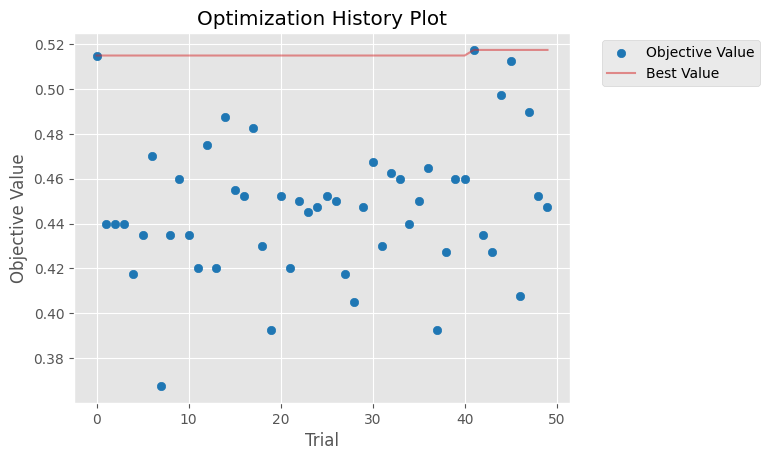 Optimization History Plot
Objective Value
Best Value
0.52
0.50
0.48
0.46
0.44
0.42
0.40
0.38
Objective Value
0
10
20
30
40
50
Trial